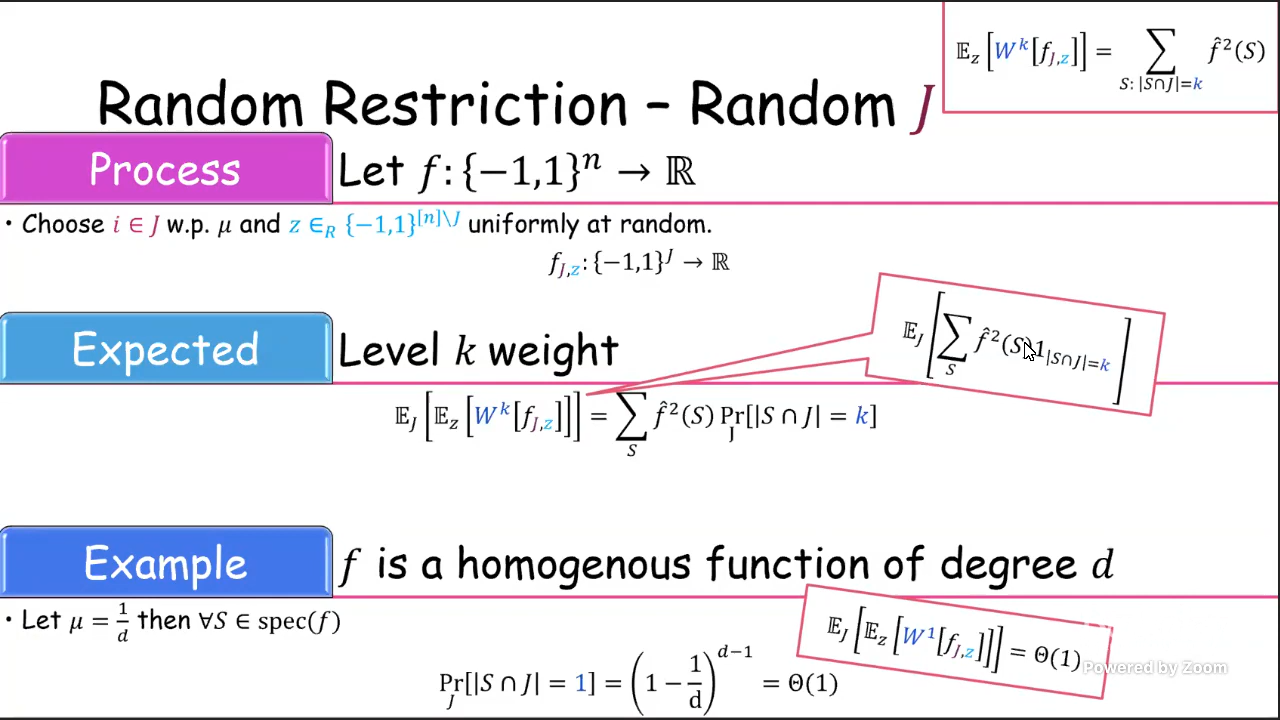 𝔼_z[W^k[f_{J,z}]] = ∑_{S: |S∩J|=k} f̂²(S)
Random Restriction – Random J
Process
Let f: {−1,1}^n → ℝ
• Choose i ∈ J w.p. μ and z ∈_R {−1,1}^{[n]\J} uniformly at random.
f_{J,z}: {−1,1}^J → ℝ
𝔼_J[∑_S f̂²(S)1_{|S∩J|=k}]
Expected
Level k weight
𝔼_J[𝔼_z[W^k[f_{J,z}]]] = ∑_S f̂²(S) Pr_J[|S ∩ J| = k]
Example
f is a homogenous function of degree d
• Let μ = 1/d then ∀S ∈ spec(f)
𝔼_J[𝔼_z[W^1[f_{J,z}]]] = Θ(1)
Pr_J[|S ∩ J| = 1] = (1 − 1/d)^{d−1} = Θ(1)
Powered by Zoom